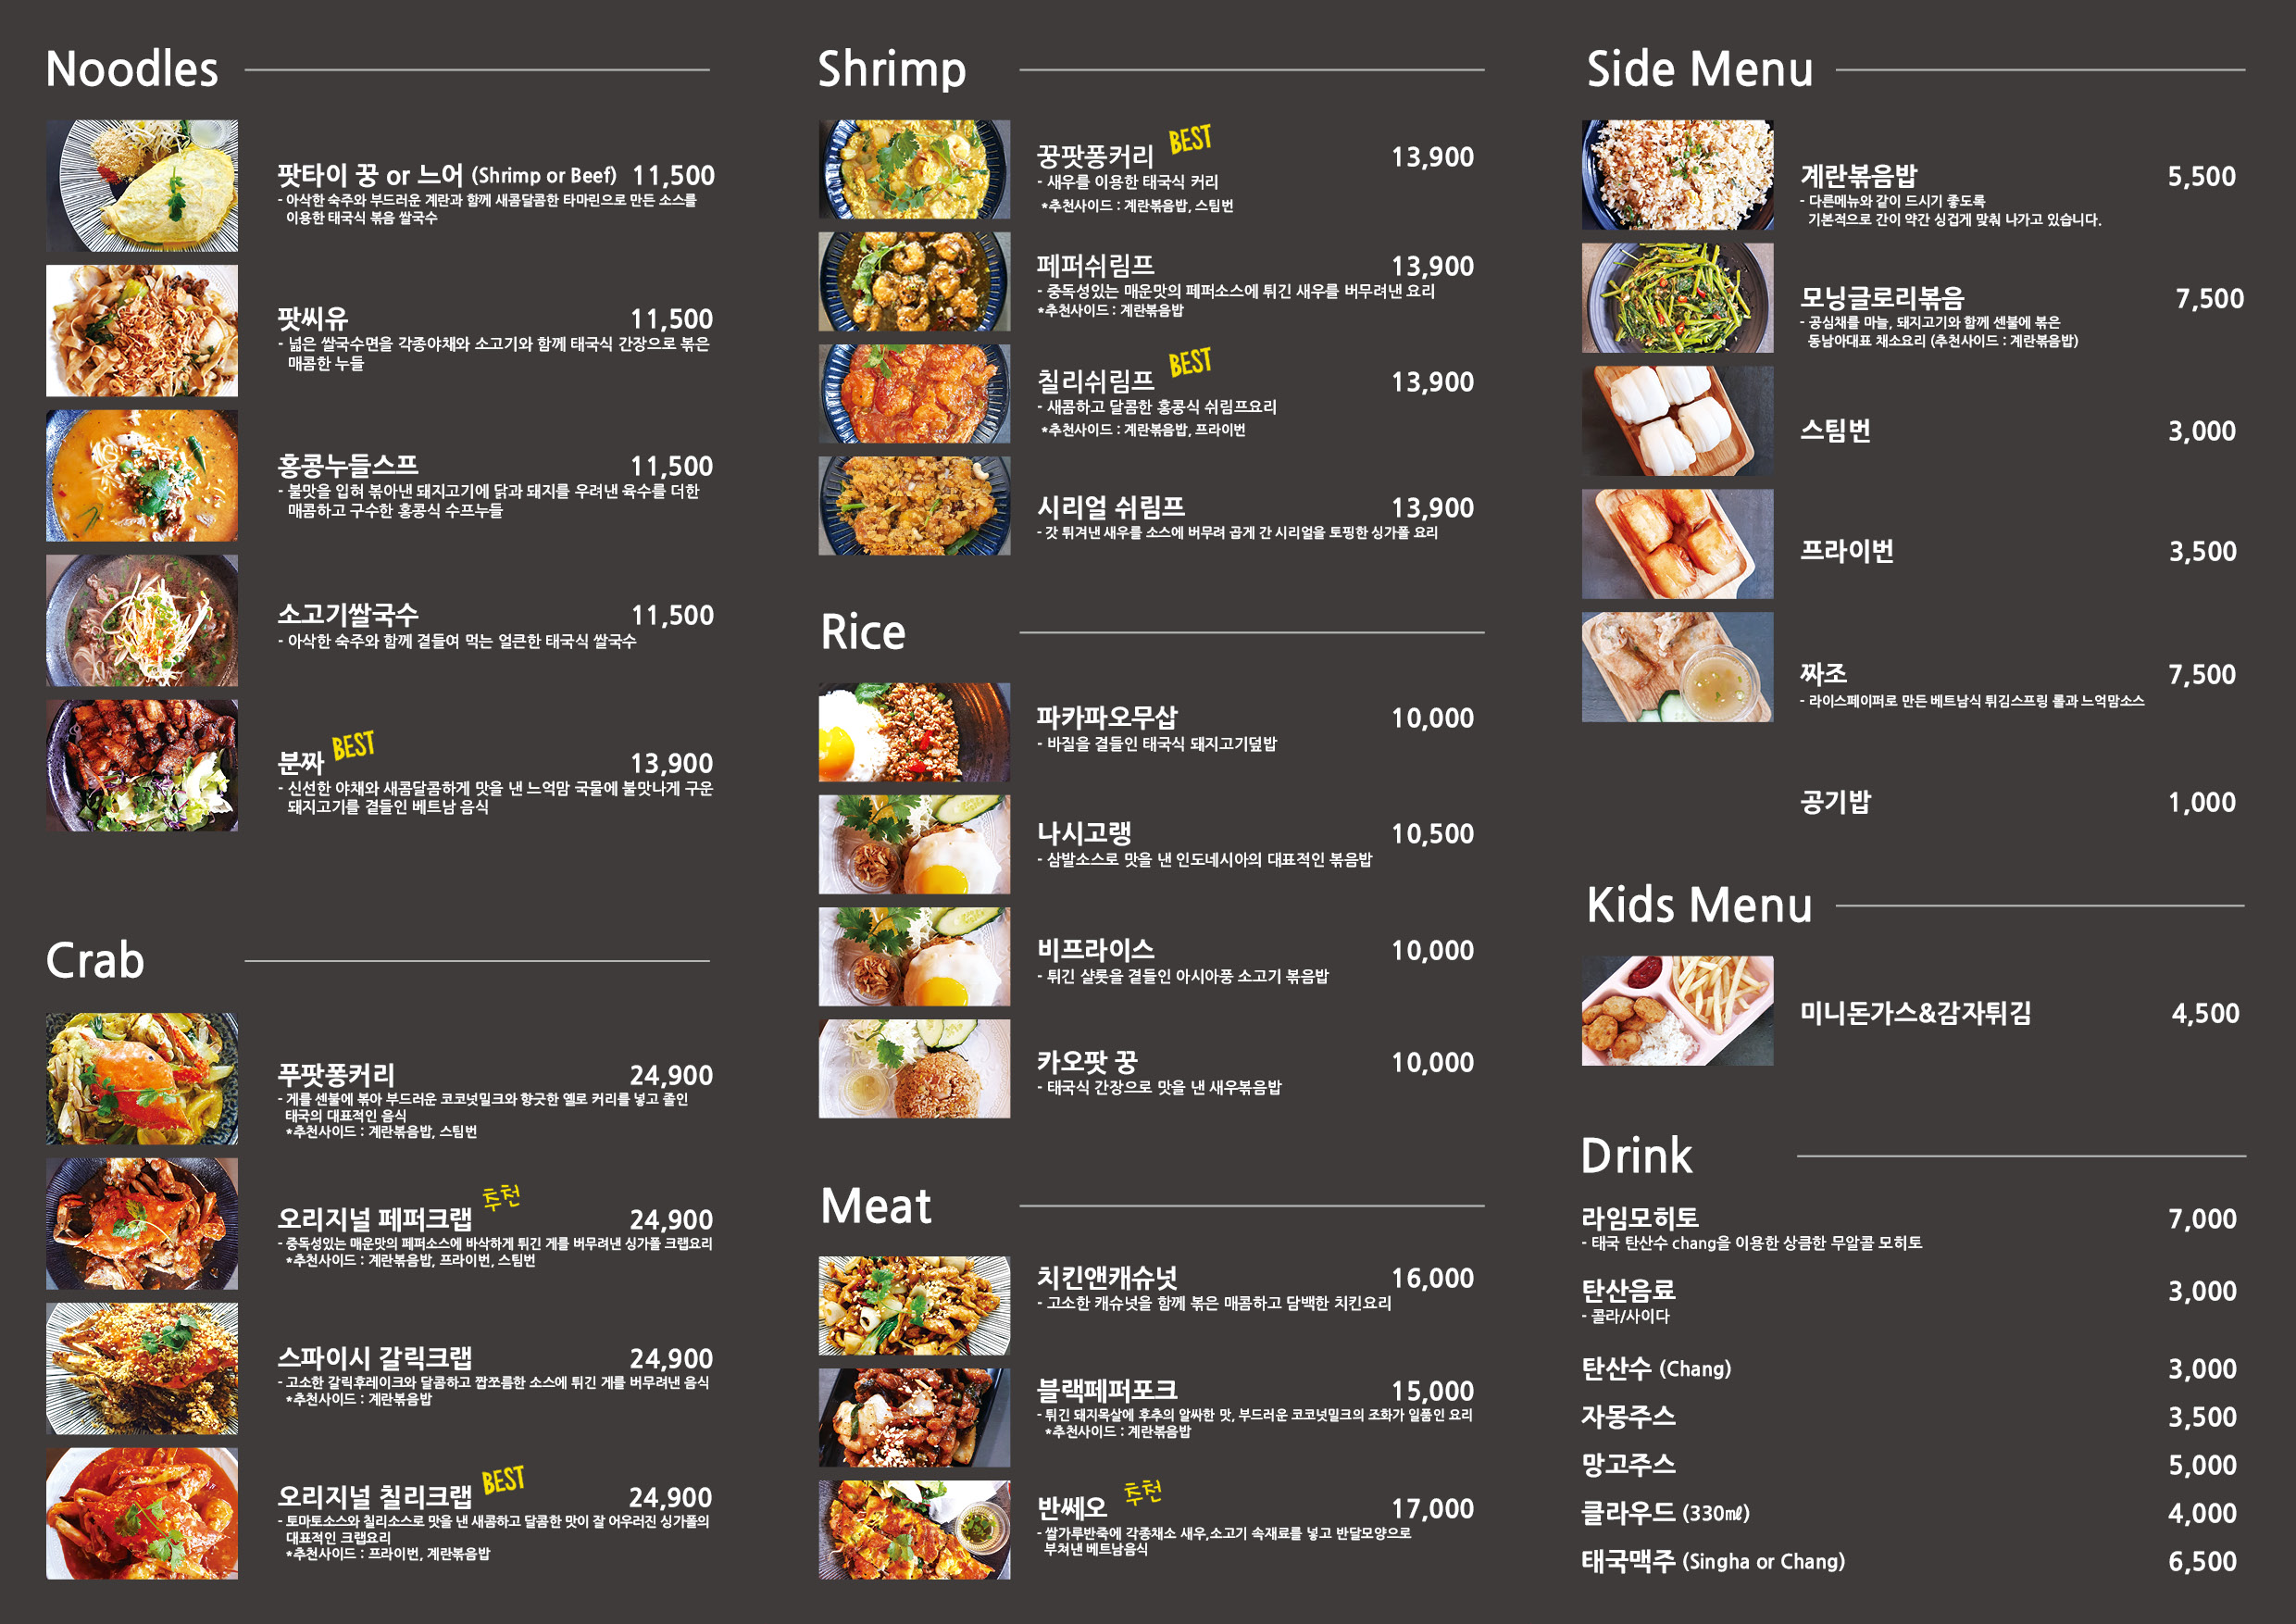 Noodles
팟타이 꿍 or 느어 (Shrimp or Beef) 11,500
- 아삭한 숙주와 부드러운 계란과 함께 새콤달콤한 타마린으로 만든 소스를
이용한 태국식 볶음 쌀국수
팟씨유 11,500
- 넓은 쌀국수면을 각종야채와 소고기와 함께 태국식 간장으로 볶은
매콤한 누들
홍콩누들스프 11,500
- 불맛을 입혀 볶아낸 돼지고기에 닭과 돼지를 우려낸 육수를 더한
매콤하고 구수한 홍콩식 수프누들
소고기쌀국수 11,500
- 아삭한 숙주와 함께 곁들여 먹는 얼큰한 태국식 쌀국수
분짜 BEST 13,900
- 신선한 야채와 새콤달콤하게 맛을 낸 느억맘 국물에 불맛나게 구운
돼지고기를 곁들인 베트남 음식
Crab
푸팟퐁커리 24,900
- 게를 센불에 볶아 부드러운 코코넛밀크와 향긋한 옐로 커리를 넣고 졸인
태국의 대표적인 음식
*추천사이드 : 계란볶음밥, 스팀번
오리지널 페퍼크랩 추천 24,900
- 중독성있는 매운맛의 페퍼소스에 바삭하게 튀긴 게를 버무려낸 싱가폴 크랩요리
*추천사이드 : 계란볶음밥, 프라이번, 스팀번
스파이시 갈릭크랩 24,900
- 고소한 갈릭후레이크와 달콤하고 짭쪼름한 소스에 튀긴 게를 버무려낸 음식
*추천사이드 : 계란볶음밥
오리지널 칠리크랩 BEST 24,900
- 토마토소스와 칠리소스로 맛을 낸 새콤하고 달콤한 맛이 잘 어우러진 싱가폴의
대표적인 크랩요리
*추천사이드 : 프라이번, 계란볶음밥
Shrimp
꿍팟퐁커리 BEST 13,900
- 새우를 이용한 태국식 커리
*추천사이드 : 계란볶음밥, 스팀번
페퍼쉬림프 13,900
- 중독성있는 매운맛의 페퍼소스에 튀긴 새우를 버무려낸 요리
*추천사이드 : 계란볶음밥
칠리쉬림프 BEST 13,900
- 새콤하고 달콤한 홍콩식 쉬림프요리
*추천사이드 : 계란볶음밥, 프라이번
시리얼 쉬림프 13,900
- 갓 튀겨낸 새우를 소스에 버무려 곱게 간 시리얼을 토핑한 싱가폴 요리
Rice
파카파오무삽 10,000
- 바질을 곁들인 태국식 돼지고기덮밥
나시고랭 10,500
- 삼발소스로 맛을 낸 인도네시아의 대표적인 볶음밥
비프라이스 10,000
- 튀긴 샬롯을 곁들인 아시아풍 소고기 볶음밥
카오팟 꿍 10,000
- 태국식 간장으로 맛을 낸 새우볶음밥
Meat
치킨앤캐슈넛 16,000
- 고소한 캐슈넛을 함께 볶은 매콤하고 담백한 치킨요리
블랙페퍼포크 15,000
- 튀긴 돼지목살에 후추의 알싸한 맛, 부드러운 코코넛밀크의 조화가 일품인 요리
*추천사이드 : 계란볶음밥
반쎄오 추천 17,000
- 쌀가루반죽에 각종채소 새우,소고기 속재료를 넣고 반달모양으로
부쳐낸 베트남음식
Side Menu
계란볶음밥 5,500
- 다른메뉴와 같이 드시기 좋도록
기본적으로 간이 약간 싱겁게 맞춰 나가고 있습니다.
모닝글로리볶음 7,500
- 공심채를 마늘, 돼지고기와 함께 센불에 볶은
동남아대표 채소요리 (추천사이드 : 계란볶음밥)
스팀번 3,000
프라이번 3,500
짜조 7,500
- 라이스페이퍼로 만든 베트남식 튀김스프링 롤과 느억맘소스
공기밥 1,000
Kids Menu
미니돈가스&감자튀김 4,500
Drink
라임모히토 7,000
- 태국 탄산수 chang을 이용한 상큼한 무알콜 모히토
탄산음료 3,000
- 콜라/사이다
탄산수 (Chang) 3,000
자몽주스 3,500
망고주스 5,000
클라우드 (330㎖) 4,000
태국맥주 (Singha or Chang) 6,500